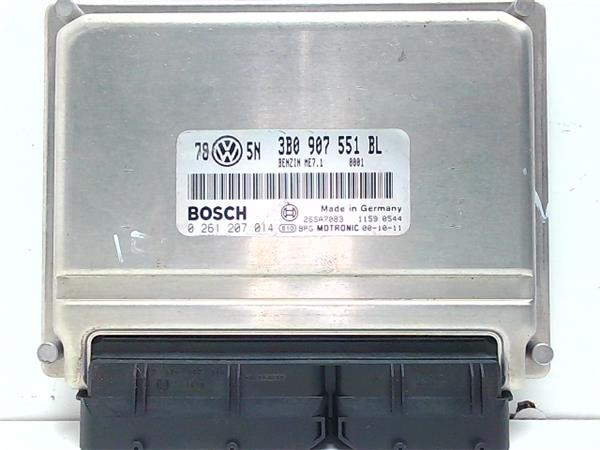 78 VW 5N 3B0 907 551 BL
BENZIN ME7.1 0001
BOSCH Made in Germany
26SA7083 1159 0544
0 261 207 014 BPG MOTRONIC 00-10-11